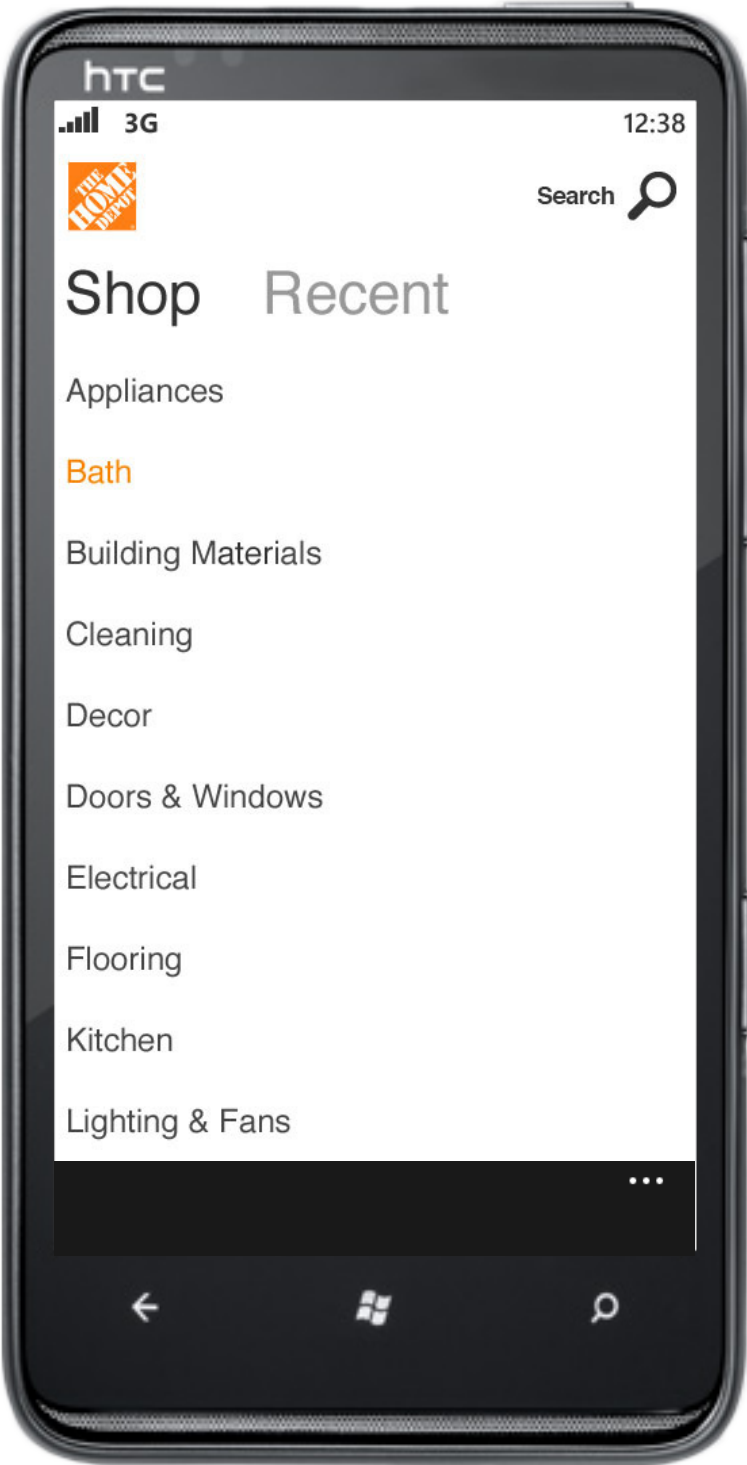 hTC
3G 12:38
THE
HOME
DEPOT
Search
Shop Recent
Appliances
Bath
Building Materials
Cleaning
Decor
Doors & Windows
Electrical
Flooring
Kitchen
Lighting & Fans